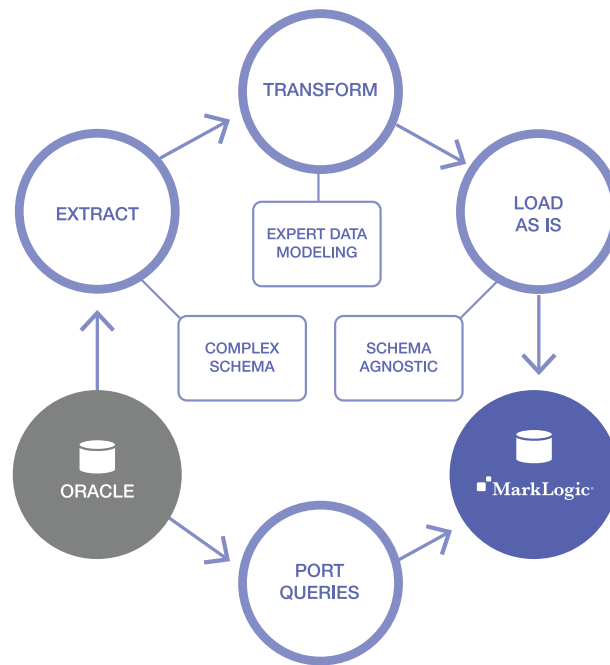 TRANSFORM
EXTRACT
LOAD
AS IS
EXPERT DATA
MODELING
COMPLEX
SCHEMA
SCHEMA
AGNOSTIC
ORACLE
MarkLogic®
PORT
QUERIES